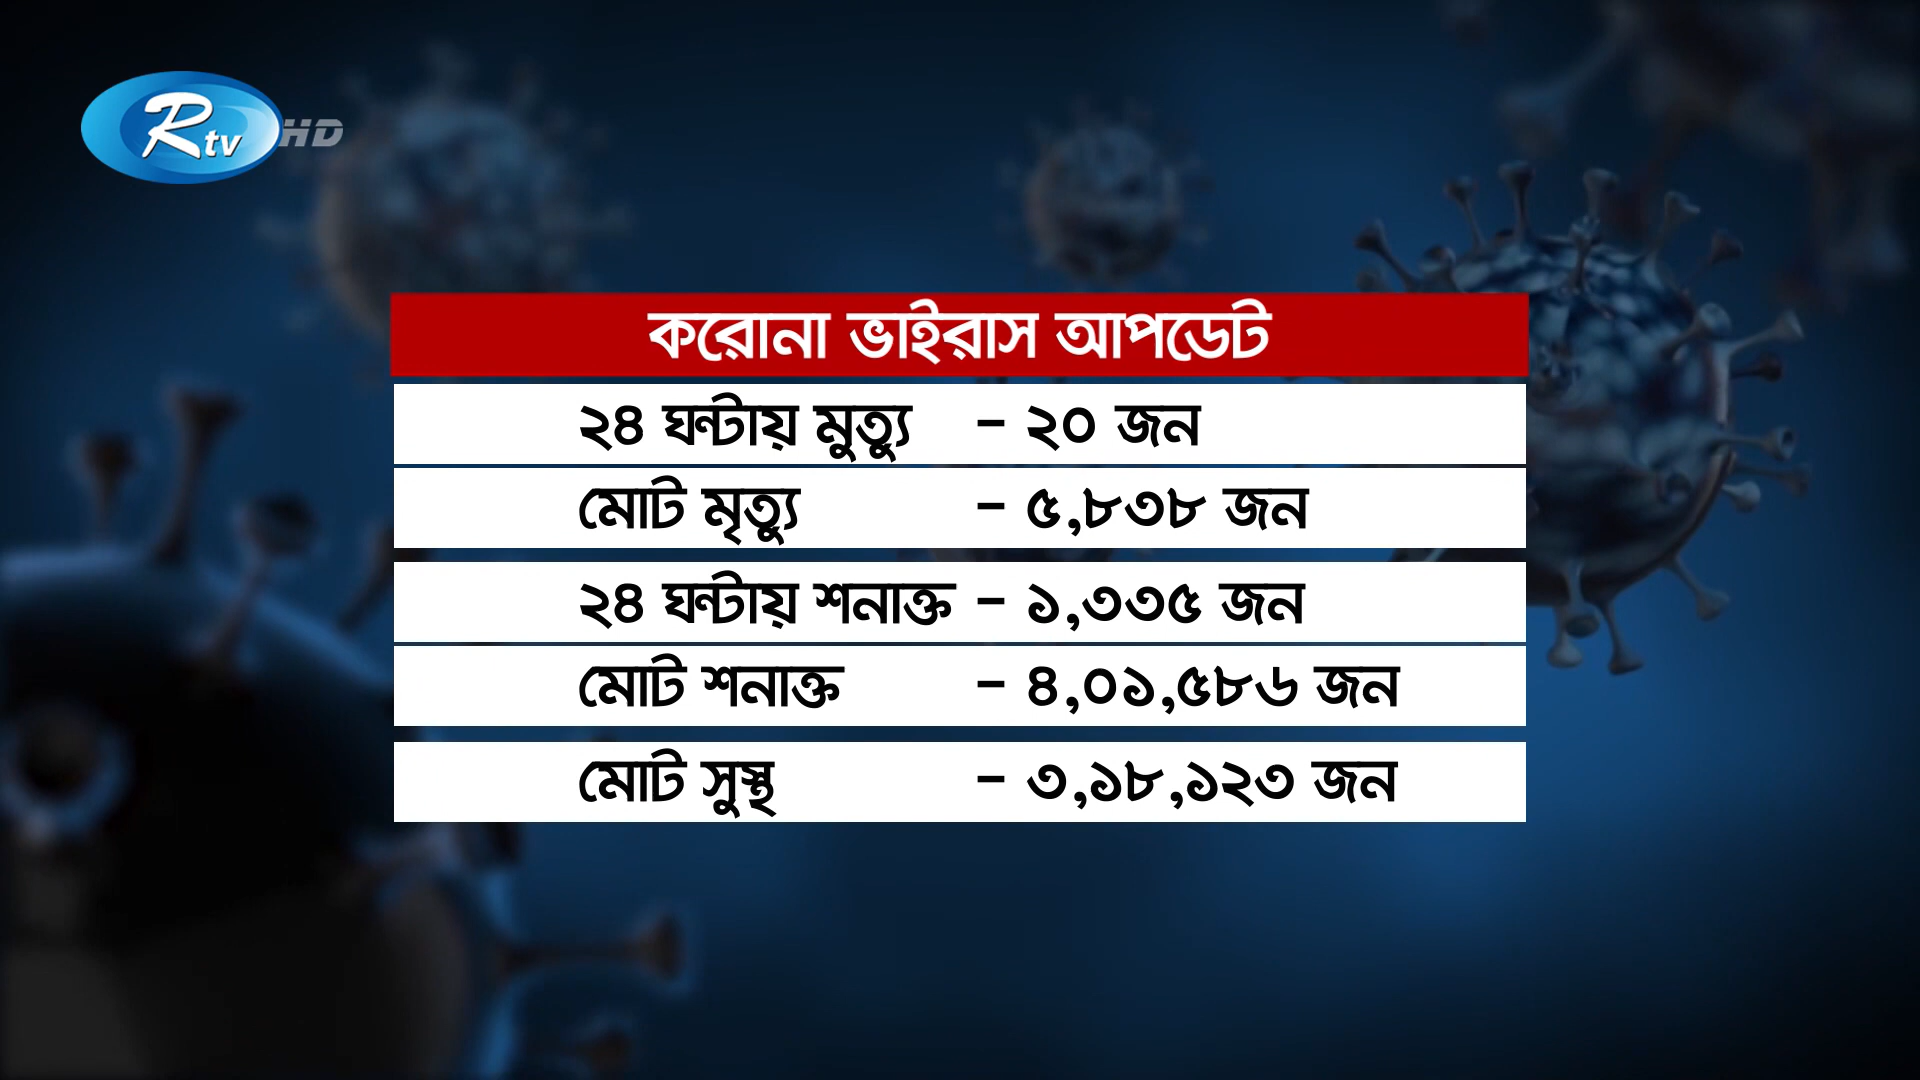 Rtv HD
করোনা ভাইরাস আপডেট
২৪ ঘন্টায় মুত্যু - ২০ জন
মোট মৃত্যু - ৫,৮৩৮ জন
২৪ ঘন্টায় শনাক্ত - ১,৩৩৫ জন
মোট শনাক্ত - ৪,০১,৫৮৬ জন
মোট সুস্থ - ৩,১৮,১২৩ জন